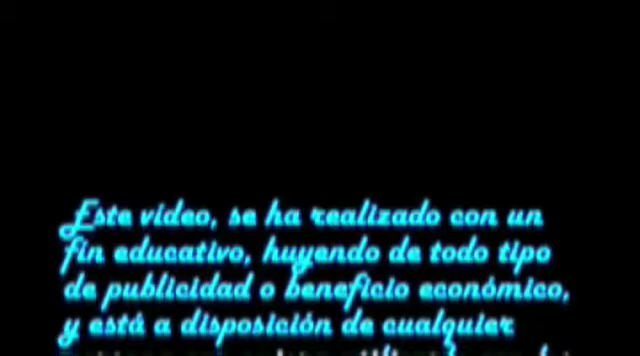 Este vídeo, se ha realizado con un
fin educativo, huyendo de todo tipo
de publicidad o beneficio económico,
y está a disposición de cualquier